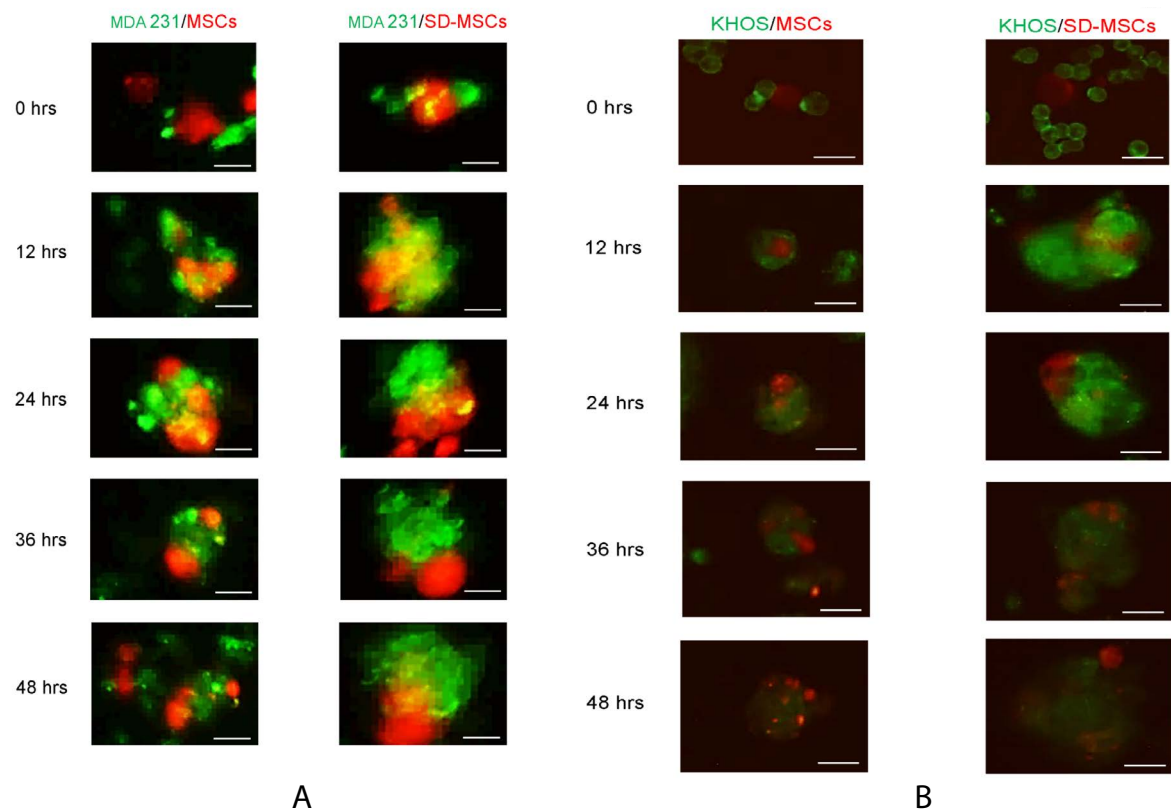 MDA 231/MSCs
MDA 231/SD-MSCs
KHOS/MSCs
KHOS/SD-MSCs
0 hrs
0 hrs
12 hrs
12 hrs
24 hrs
24 hrs
36 hrs
36 hrs
48 hrs
48 hrs
A
B